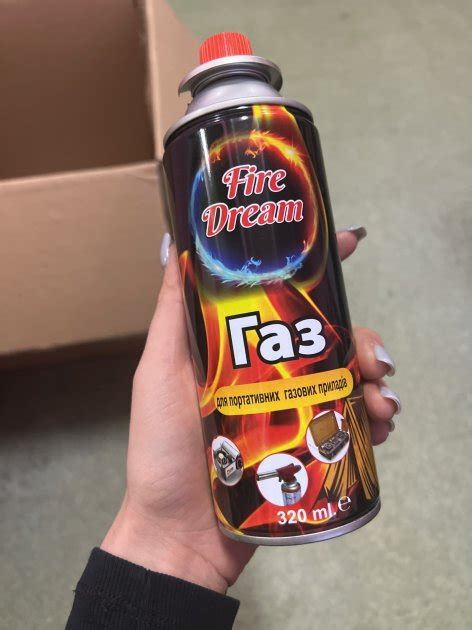 Fire
Dream
Газ
для портативних газових приладів
320 ml. ℮